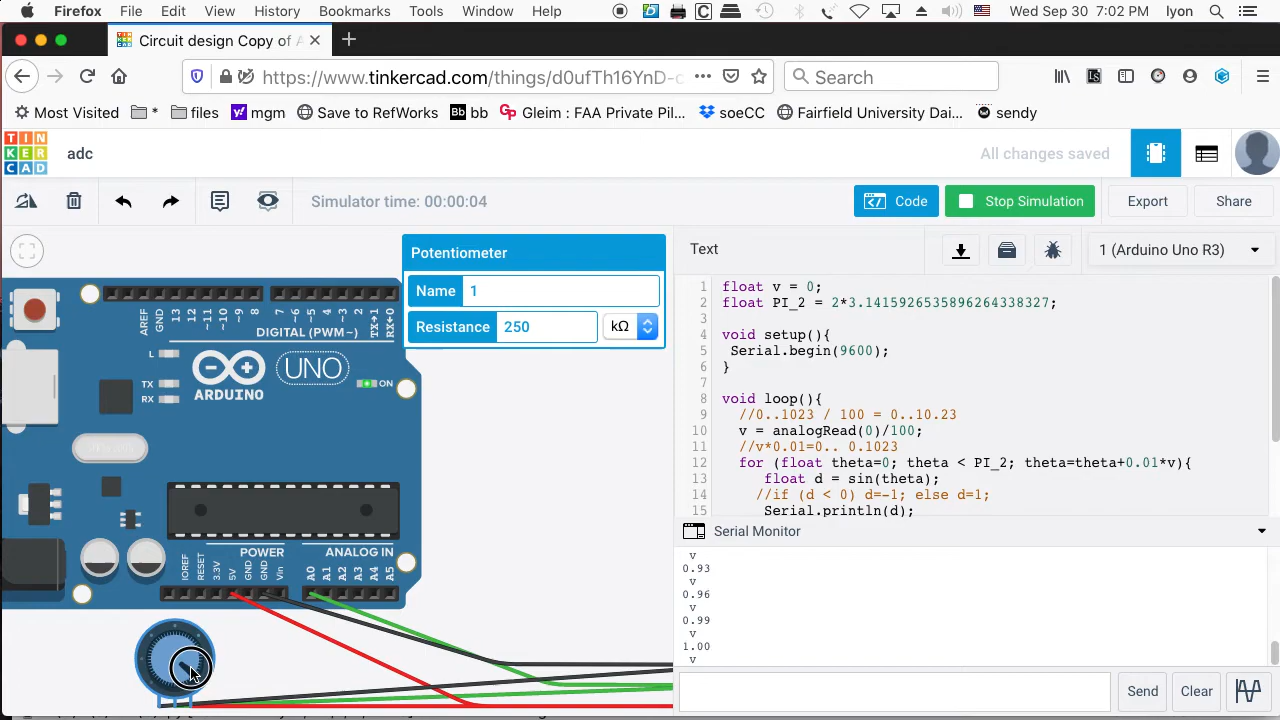 Firefox File Edit View History Bookmarks Tools Window Help Wed Sep 30 7:02 PM lyon
Circuit design Copy of A
https://www.tinkercad.com/things/d0ufTh16YnD-c Search
Most Visited * files mgm Save to RefWorks Bb bb Gleim : FAA Private Pil... soeCC Fairfield University Dai... sendy
TIN
KER
CAD
adc
All changes saved
Simulator time: 00:00:04
Code
Stop Simulation
Export
Share
Potentiometer
Name 1
Resistance 250 kΩ
Text
1 (Arduino Uno R3)
AREF
GND
13
12
~11
~10
~9
8
7
~6
~5
4
~3
2
TX→1
RX←0
DIGITAL (PWM~)
L
TX
RX
ARDUINO
UNO
ON
POWER
ANALOG IN
IOREF
RESET
3.3V
5V
GND
GND
Vin
A0
A1
A2
A3
A4
A5
1 float v = 0;
2 float PI_2 = 2*3.1415926535896264338327;
3
4 void setup(){
5 Serial.begin(9600);
6 }
7
8 void loop(){
9 //0..1023 / 100 = 0..10.23
10 v = analogRead(0)/100;
11 //v*0.01=0.. 0.1023
12 for (float theta=0; theta < PI_2; theta=theta+0.01*v){
13 float d = sin(theta);
14 //if (d < 0) d=-1; else d=1;
15 Serial.println(d);
Serial Monitor
v
0.93
v
0.96
v
0.99
v
1.00
v
Send
Clear